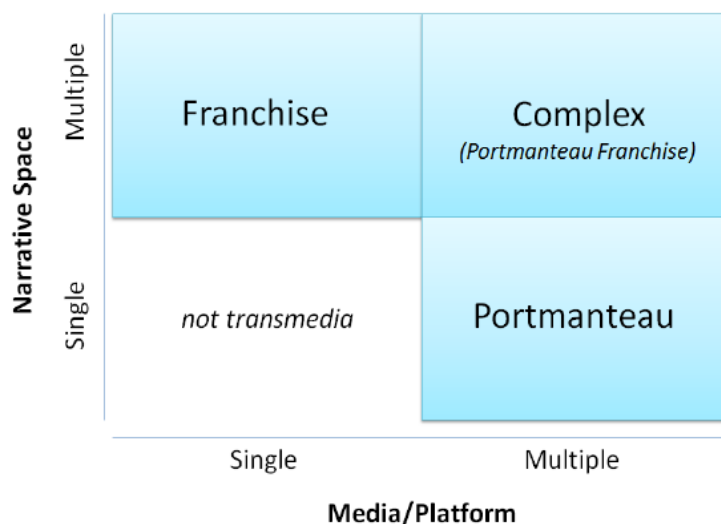 Narrative Space
Multiple
Single
Franchise
Complex
(Portmanteau Franchise)
not transmedia
Portmanteau
Single
Multiple
Media/Platform